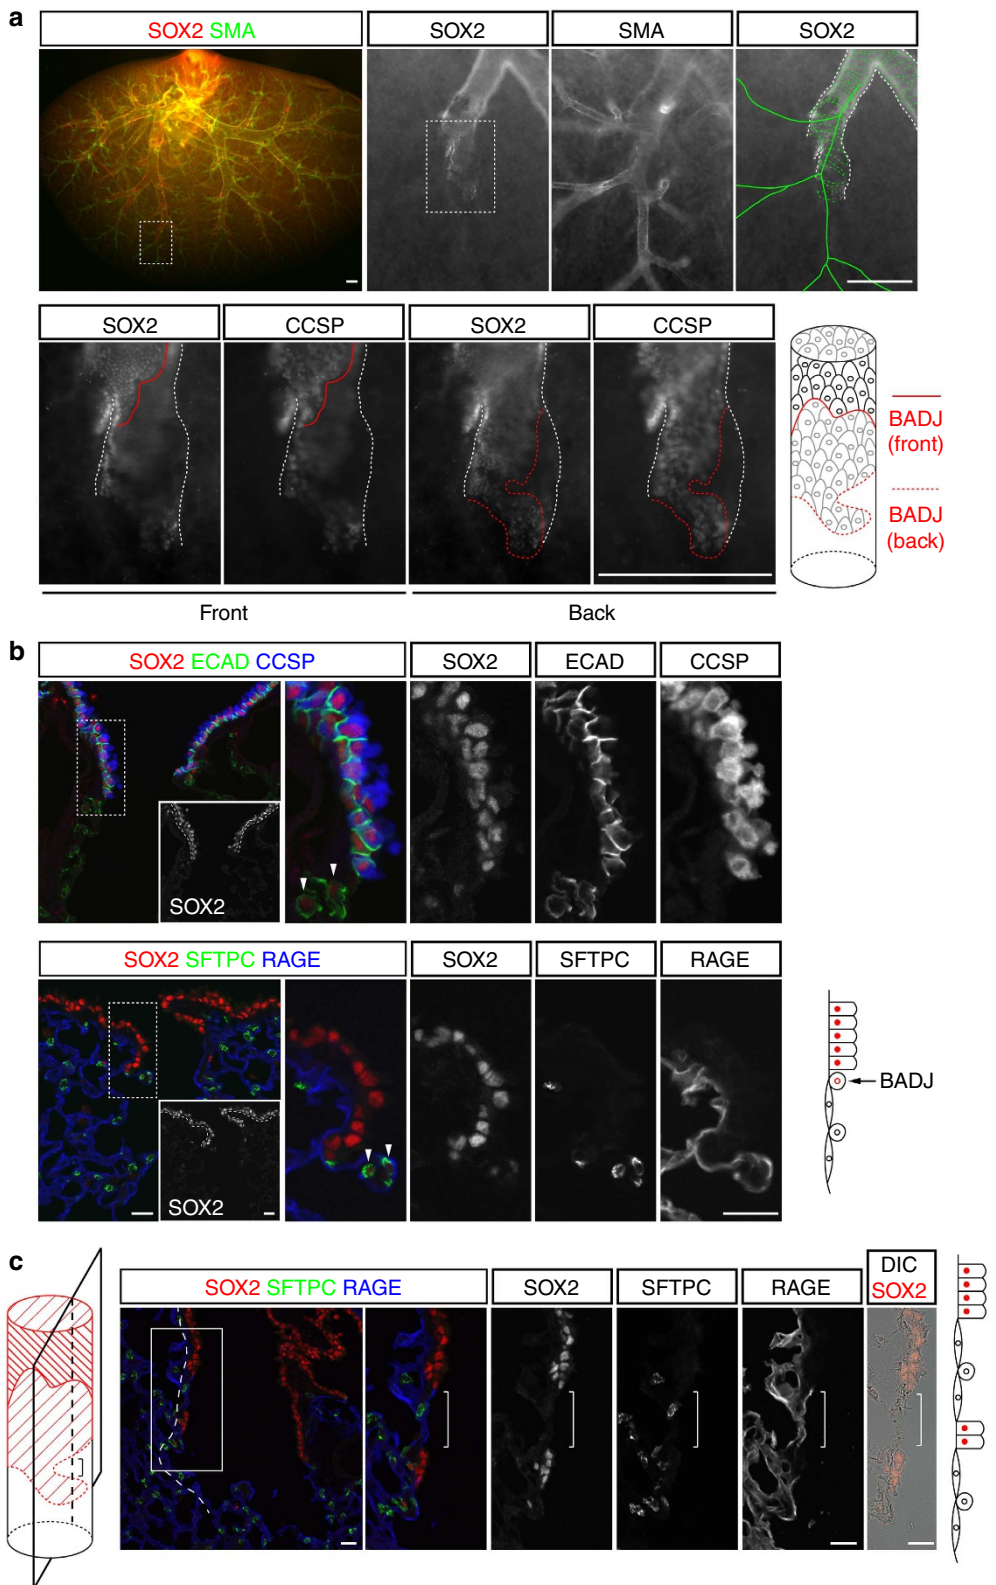 a
SOX2 SMA
SOX2
SMA
SOX2
SOX2
CCSP
SOX2
CCSP
BADJ
(front)
BADJ
(back)
Front
Back
b
SOX2 ECAD CCSP
SOX2
ECAD
CCSP
SOX2
SOX2 SFTPC RAGE
SOX2
SFTPC
RAGE
SOX2
BADJ
c
SOX2 SFTPC RAGE
SOX2
SFTPC
RAGE
DIC
SOX2